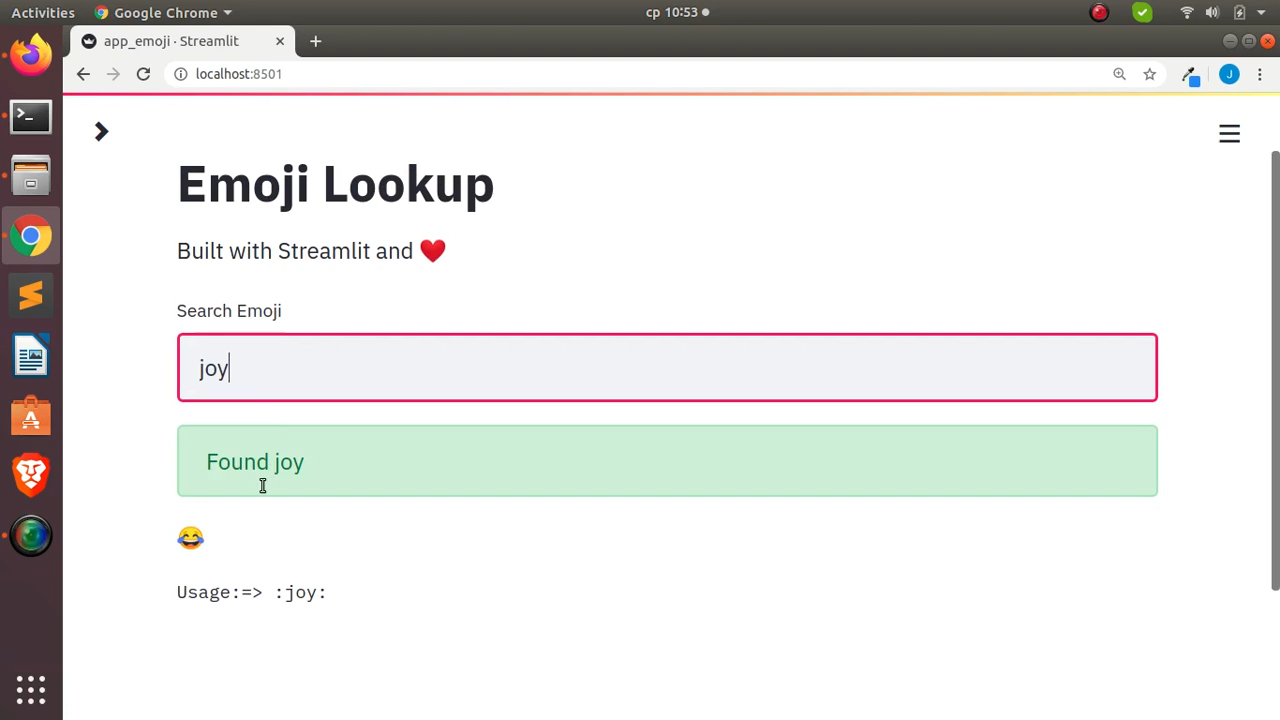 Activities
Google Chrome
ср 10:53
app_emoji · Streamlit
localhost:8501
J
Emoji Lookup
Built with Streamlit and ❤️
Search Emoji
joy
Found joy
😂
Usage:=> :joy: